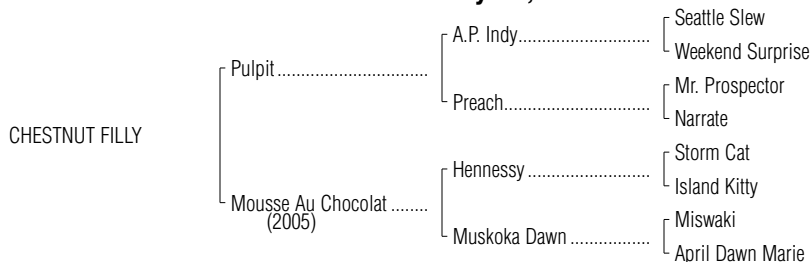 Seattle Slew
A.P. Indy..............................
Weekend Surprise
Pulpit..................................
Mr. Prospector
Preach.................................
Narrate
CHESTNUT FILLY
Storm Cat
Hennessy............................
Island Kitty
Mousse Au Chocolat ........
(2005)
Miswaki
Muskoka Dawn...................
April Dawn Marie